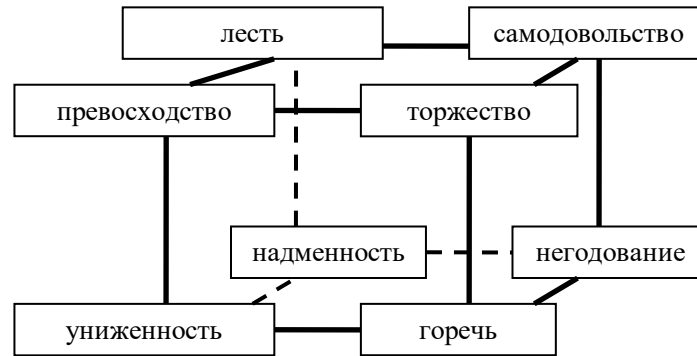 лесть
самодовольство
превосходство
торжество
надменность
негодование
униженность
горечь